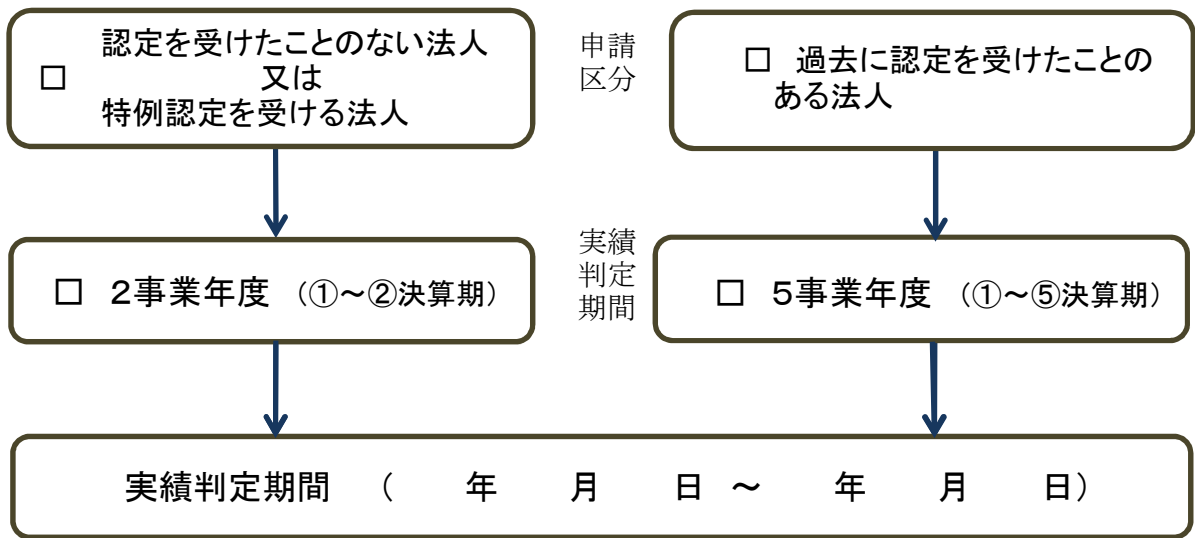 認定を受けたことのない法人
□ 又は
特例認定を受ける法人
申請
区分
□ 過去に認定を受けたことの
ある法人
□ 2事業年度 (①~②決算期)
実績
判定
期間
□ 5事業年度 (①~⑤決算期)
実績判定期間 ( 年 月 日 ~ 年 月 日)